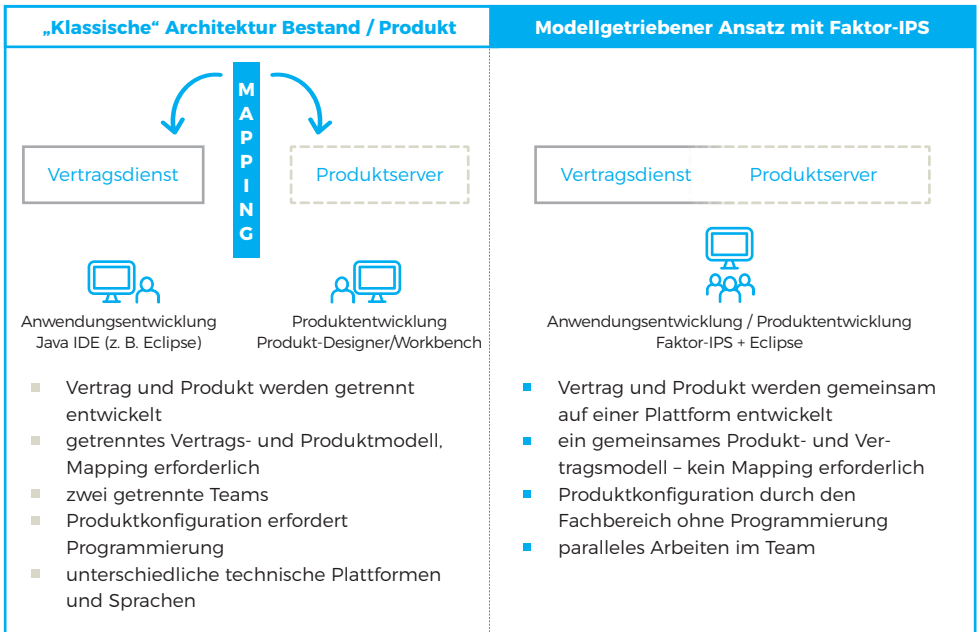 „Klassische“ Architektur Bestand / Produkt
MAPPING
Vertragsdienst
Produktserver
Anwendungsentwicklung
Java IDE (z. B. Eclipse)
Produktentwicklung
Produkt-Designer/Workbench
Vertrag und Produkt werden getrennt
entwickelt
getrenntes Vertrags- und Produktmodell,
Mapping erforderlich
zwei getrennte Teams
Produktkonfiguration erfordert
Programmierung
unterschiedliche technische Plattformen
und Sprachen
Modellgetriebener Ansatz mit Faktor-IPS
Vertragsdienst
Produktserver
Anwendungsentwicklung / Produktentwicklung
Faktor-IPS + Eclipse
Vertrag und Produkt werden gemeinsam
auf einer Plattform entwickelt
ein gemeinsames Produkt- und Ver-
tragsmodell – kein Mapping erforderlich
Produktkonfiguration durch den
Fachbereich ohne Programmierung
paralleles Arbeiten im Team